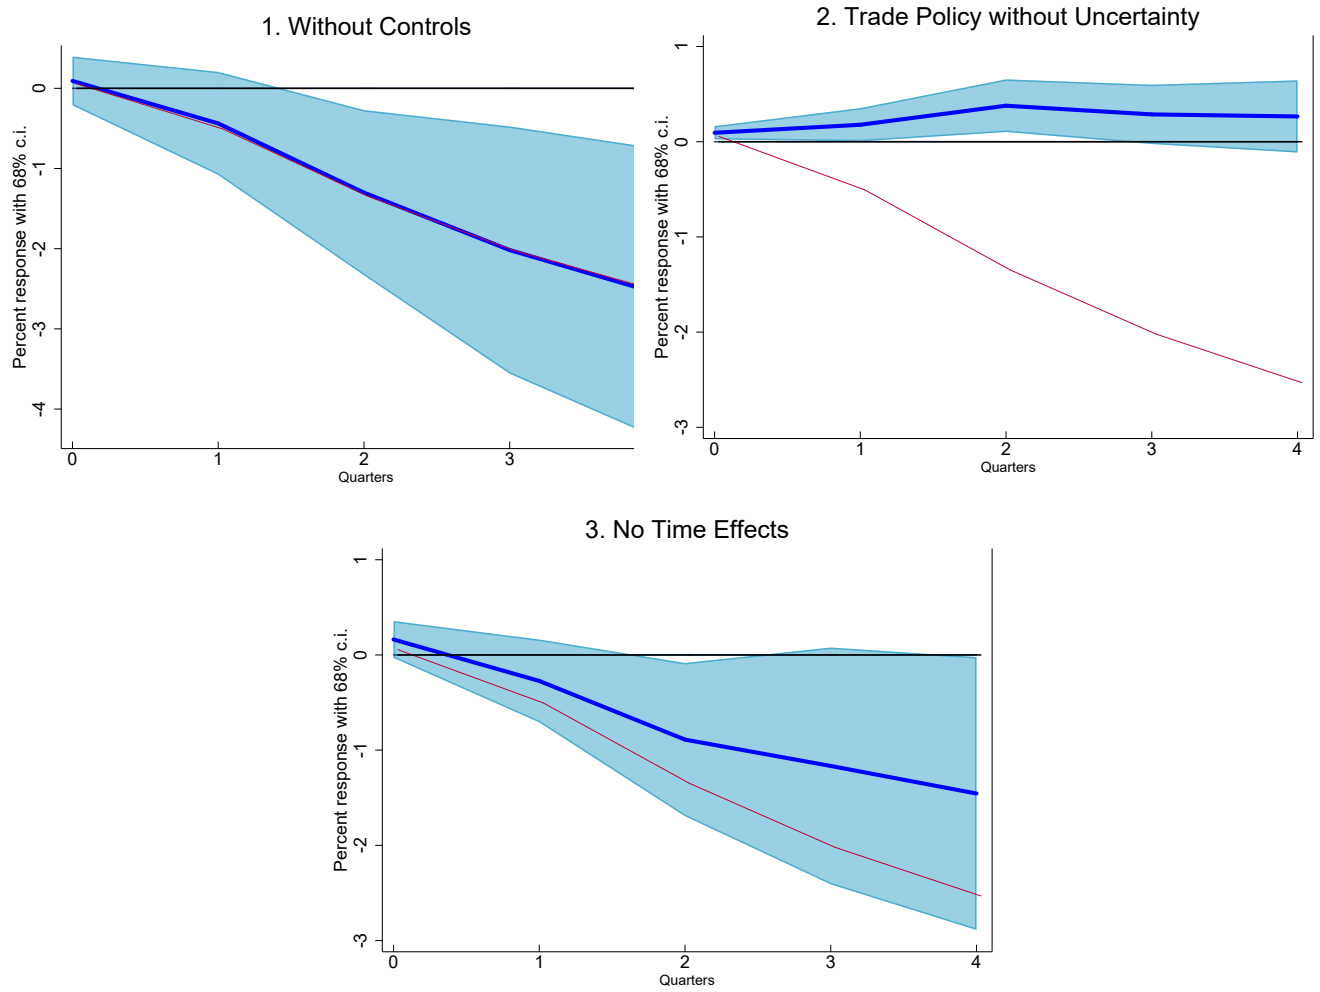 1. Without Controls
Percent response with 68% c.i.
0
-1
-2
-3
-4
0 1 2 3
Quarters
2. Trade Policy without Uncertainty
Percent response with 68% c.i.
1
0
-1
-2
-3
0 1 2 3 4
Quarters
3. No Time Effects
Percent response with 68% c.i.
1
0
-1
-2
-3
0 1 2 3 4
Quarters